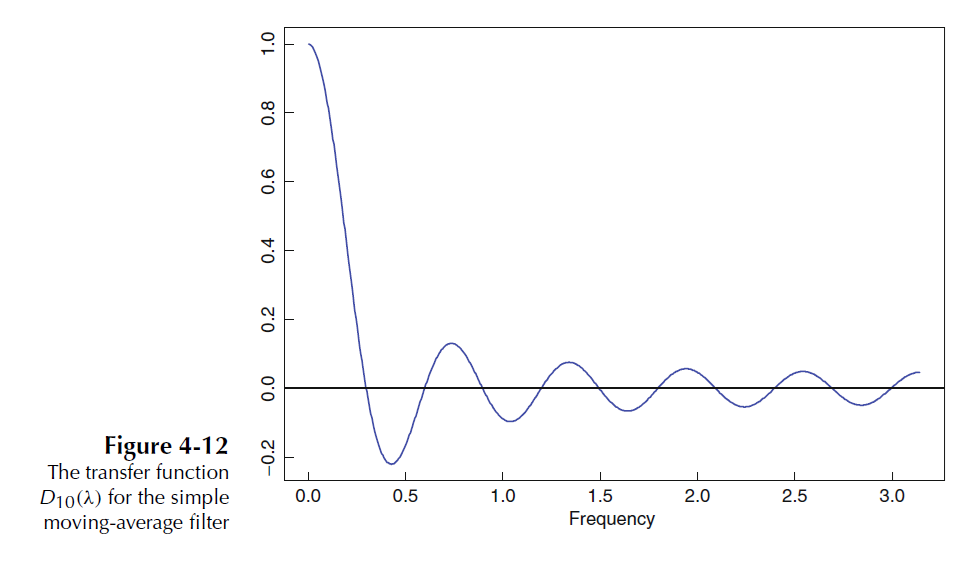 1.0
0.8
0.6
0.4
0.2
0.0
−0.2
0.0 0.5 1.0 1.5 2.0 2.5 3.0
Frequency
Figure 4-12
The transfer function
D10(λ) for the simple
moving-average filter